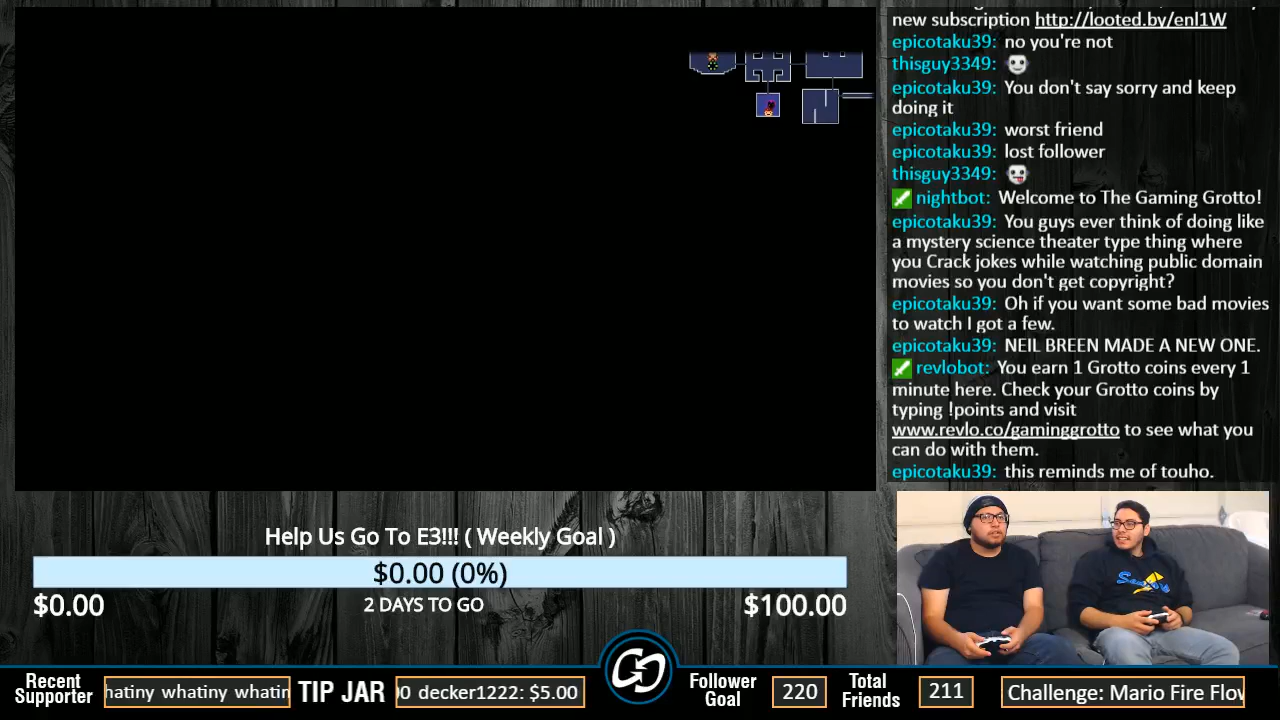 new subscription http://looted.by/enl1W
epicotaku39: no you're not
thisguy3349:
epicotaku39: You don't say sorry and keep
doing it
epicotaku39: worst friend
epicotaku39: lost follower
thisguy3349:
nightbot: Welcome to The Gaming Grotto!
epicotaku39: You guys ever think of doing like
a mystery science theater type thing where
you Crack jokes while watching public domain
movies so you don't get copyright?
epicotaku39: Oh if you want some bad movies
to watch I got a few.
epicotaku39: NEIL BREEN MADE A NEW ONE.
revlobot: You earn 1 Grotto coins every 1
minute here. Check your Grotto coins by
typing !points and visit
www.revlo.co/gaminggrotto to see what you
can do with them.
epicotaku39: this reminds me of touho.
Help Us Go To E3!!! ( Weekly Goal )
$0.00 (0%)
$0.00 2 DAYS TO GO $100.00
Recent
Supporter
hatiny whatiny whatin
TIP JAR
00 decker1222: $5.00
Follower
Goal
220
Total
Friends
211
Challenge: Mario Fire Flow